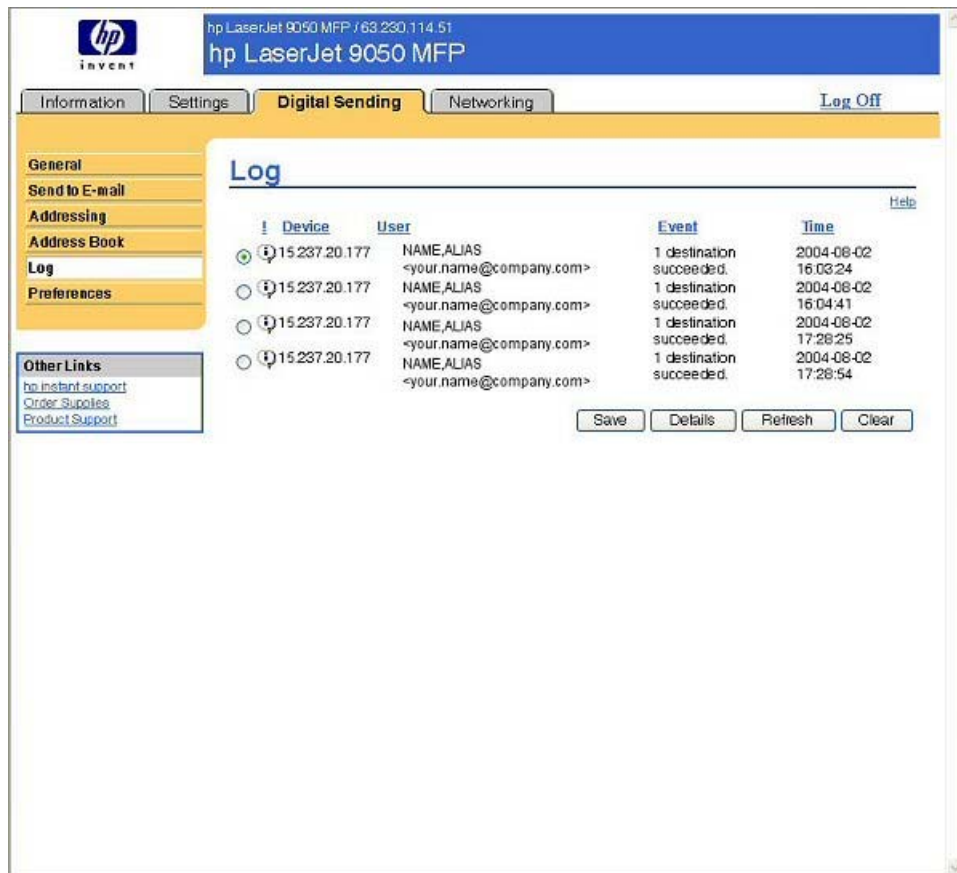 hp
invent
hp LaserJet 9050 MFP / 63.230.114.51
hp LaserJet 9050 MFP
Information
Settings
Digital Sending
Networking
Log Off
General
Send to E-mail
Addressing
Address Book
Log
Preferences
Other Links
hp instant support
Order Supplies
Product Support
Log
Help
! Device User Event Time
15.237.20.177 NAME,ALIAS 1 destination 2004-08-02
<your.name@company.com> succeeded. 16:03:24
15.237.20.177 NAME,ALIAS 1 destination 2004-08-02
<your.name@company.com> succeeded. 16:04:41
15.237.20.177 NAME,ALIAS 1 destination 2004-08-02
<your.name@company.com> succeeded. 17:28:25
15.237.20.177 NAME,ALIAS 1 destination 2004-08-02
<your.name@company.com> succeeded. 17:28:54
Save Details Refresh Clear